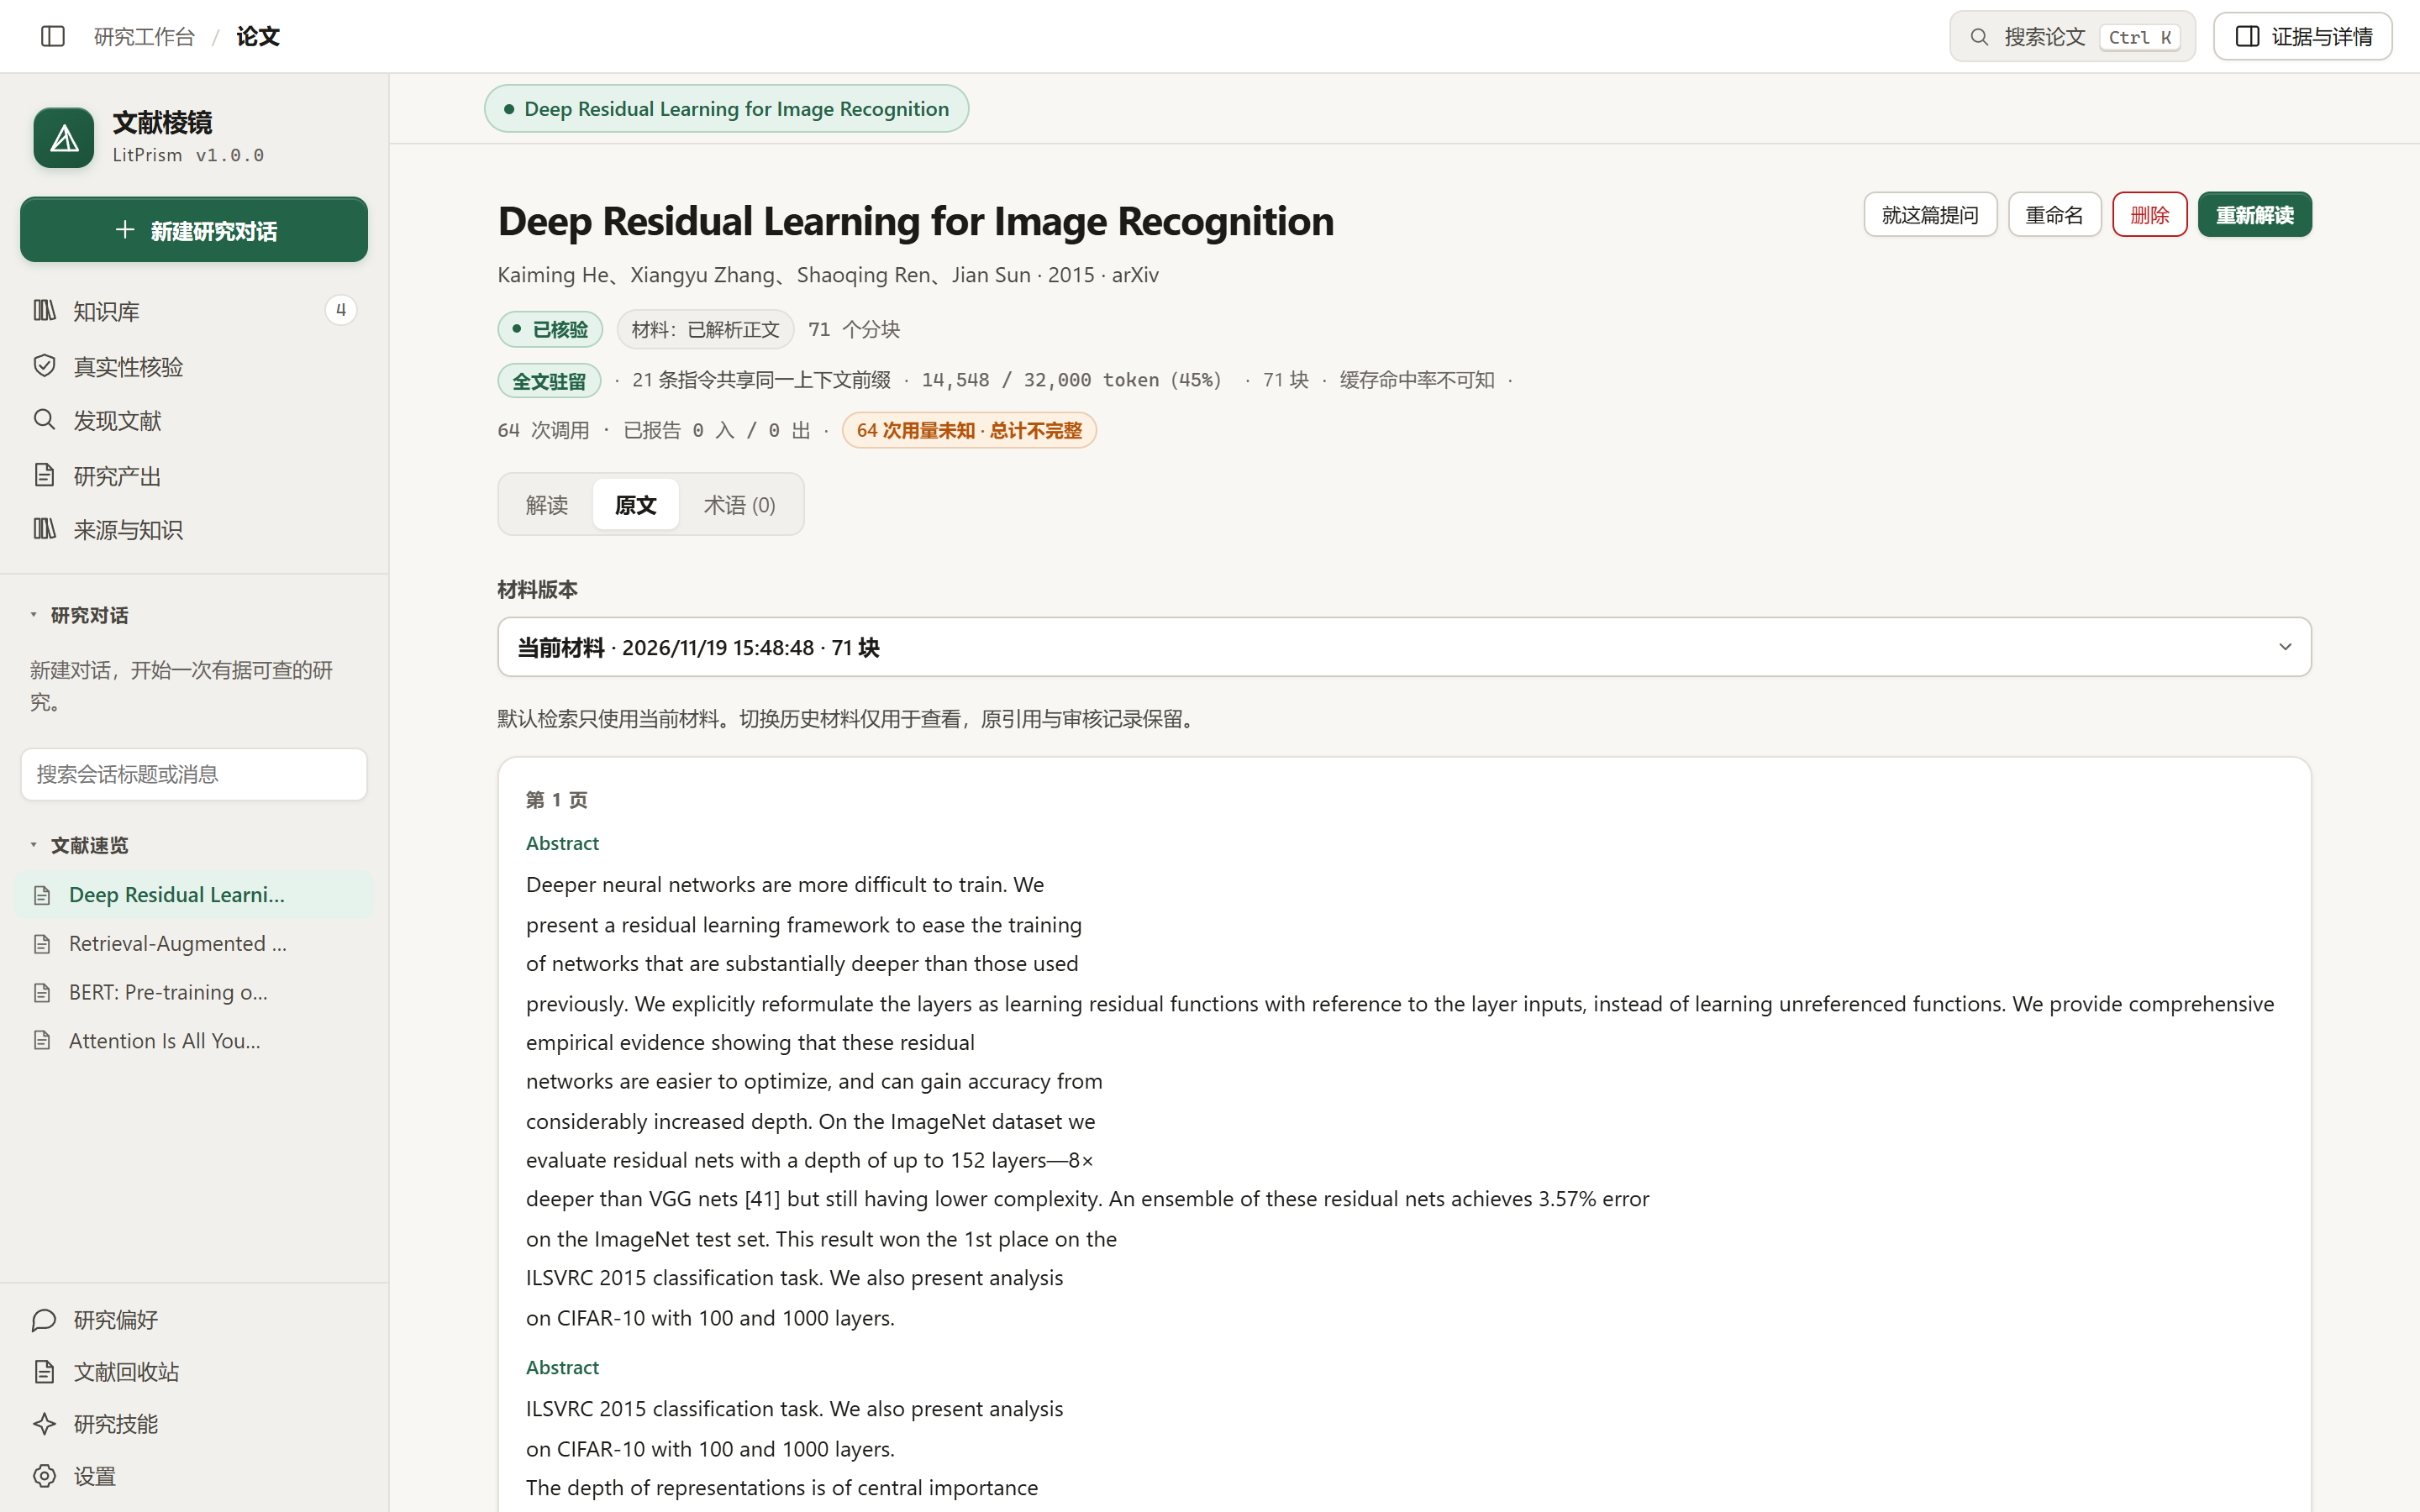 研究工作台 / 论文
搜索论文 Ctrl K
证据与详情
文献棱镜
LitPrism v1.0.0
新建研究对话
知识库 4
真实性核验
发现文献
研究产出
来源与知识
研究对话
新建对话，开始一次有据可查的研
究。
搜索会话标题或消息
文献速览
Deep Residual Learni...
Retrieval-Augmented ...
BERT: Pre-training o...
Attention Is All You...
研究偏好
文献回收站
研究技能
设置
Deep Residual Learning for Image Recognition
Deep Residual Learning for Image Recognition
就这篇提问 重命名 删除 重新解读
Kaiming He、Xiangyu Zhang、Shaoqing Ren、Jian Sun · 2015 · arXiv
已核验 材料：已解析正文 71 个分块
全文驻留 · 21 条指令共享同一上下文前缀 · 14,548 / 32,000 token (45%) · 71 块 · 缓存命中率不可知 ·
64 次调用 · 已报告 0 入 / 0 出 · 64 次用量未知 · 总计不完整
解读 原文 术语 (0)
材料版本
当前材料 · 2026/11/19 15:48:48 · 71 块
默认检索只使用当前材料。切换历史材料仅用于查看，原引用与审核记录保留。
第 1 页
Abstract
Deeper neural networks are more difficult to train. We
present a residual learning framework to ease the training
of networks that are substantially deeper than those used
previously. We explicitly reformulate the layers as learning residual functions with reference to the layer inputs, instead of learning unreferenced functions. We provide comprehensive
empirical evidence showing that these residual
networks are easier to optimize, and can gain accuracy from
considerably increased depth. On the ImageNet dataset we
evaluate residual nets with a depth of up to 152 layers—8×
deeper than VGG nets [41] but still having lower complexity. An ensemble of these residual nets achieves 3.57% error
on the ImageNet test set. This result won the 1st place on the
ILSVRC 2015 classification task. We also present analysis
on CIFAR-10 with 100 and 1000 layers.
Abstract
ILSVRC 2015 classification task. We also present analysis
on CIFAR-10 with 100 and 1000 layers.
The depth of representations is of central importance